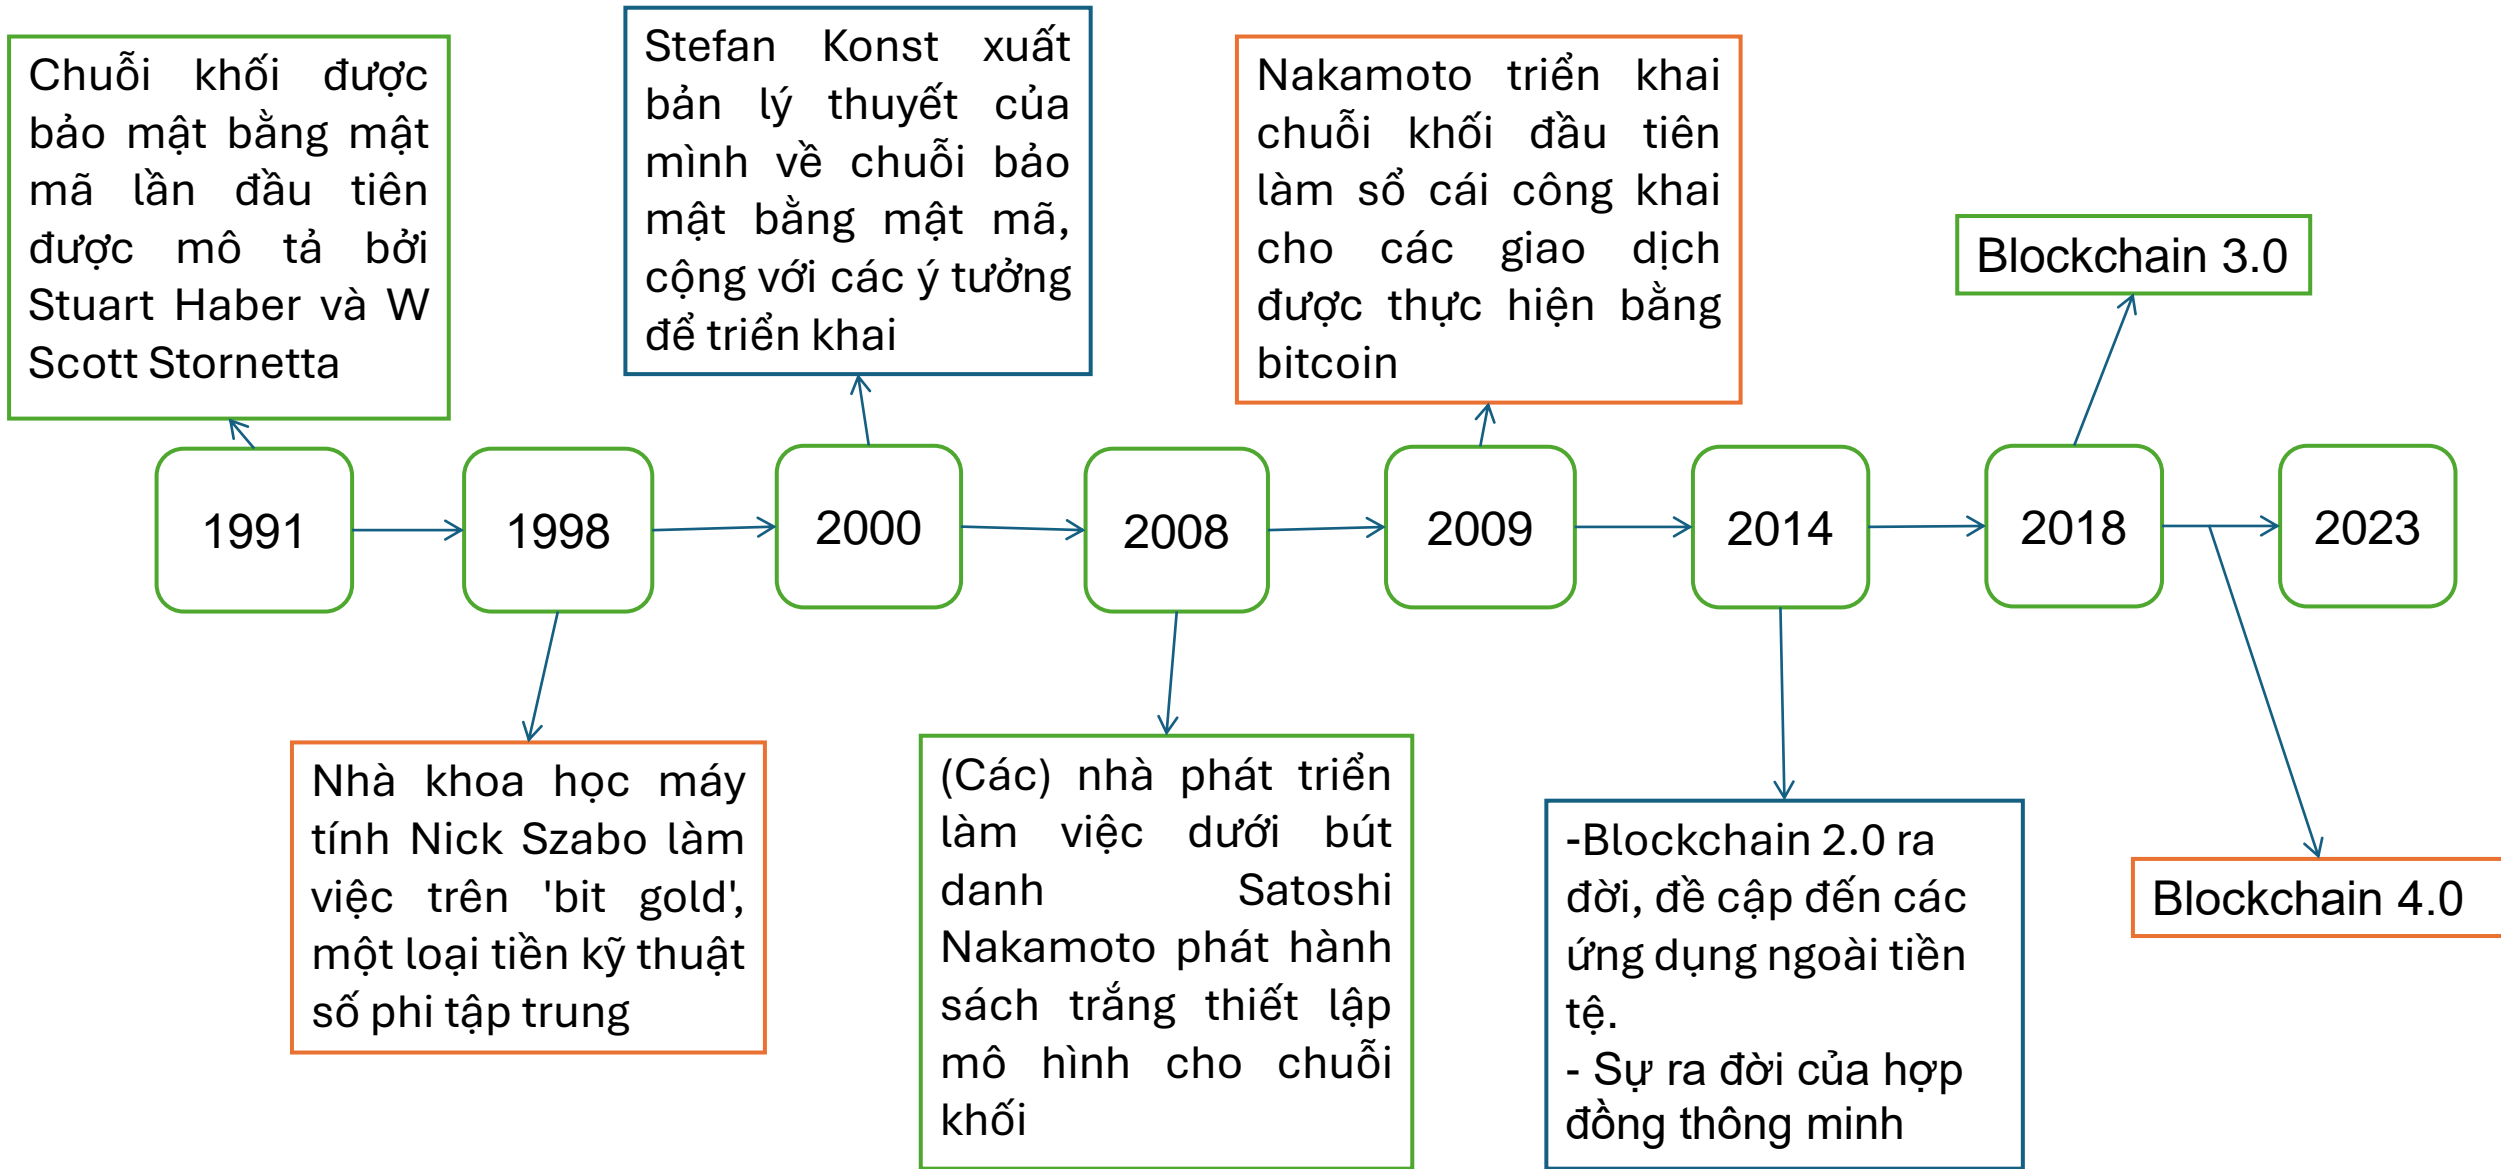 Chuỗi khối được
bảo mật bằng mật
mã lần đầu tiên
được mô tả bởi
Stuart Haber và W
Scott Stornetta
Stefan Konst xuất
bản lý thuyết của
mình về chuỗi bảo
mật bằng mật mã,
cộng với các ý tưởng
để triển khai
Nakamoto triển khai
chuỗi khối đầu tiên
làm sổ cái công khai
cho các giao dịch
được thực hiện bằng
bitcoin
Blockchain 3.0
1991
1998
2000
2008
2009
2014
2018
2023
Nhà khoa học máy
tính Nick Szabo làm
việc trên 'bit gold',
một loại tiền kỹ thuật
số phi tập trung
(Các) nhà phát triển
làm việc dưới bút
danh Satoshi
Nakamoto phát hành
sách trắng thiết lập
mô hình cho chuỗi
khối
-Blockchain 2.0 ra
đời, đề cập đến các
ứng dụng ngoài tiền
tệ.
- Sự ra đời của hợp
đồng thông minh
Blockchain 4.0